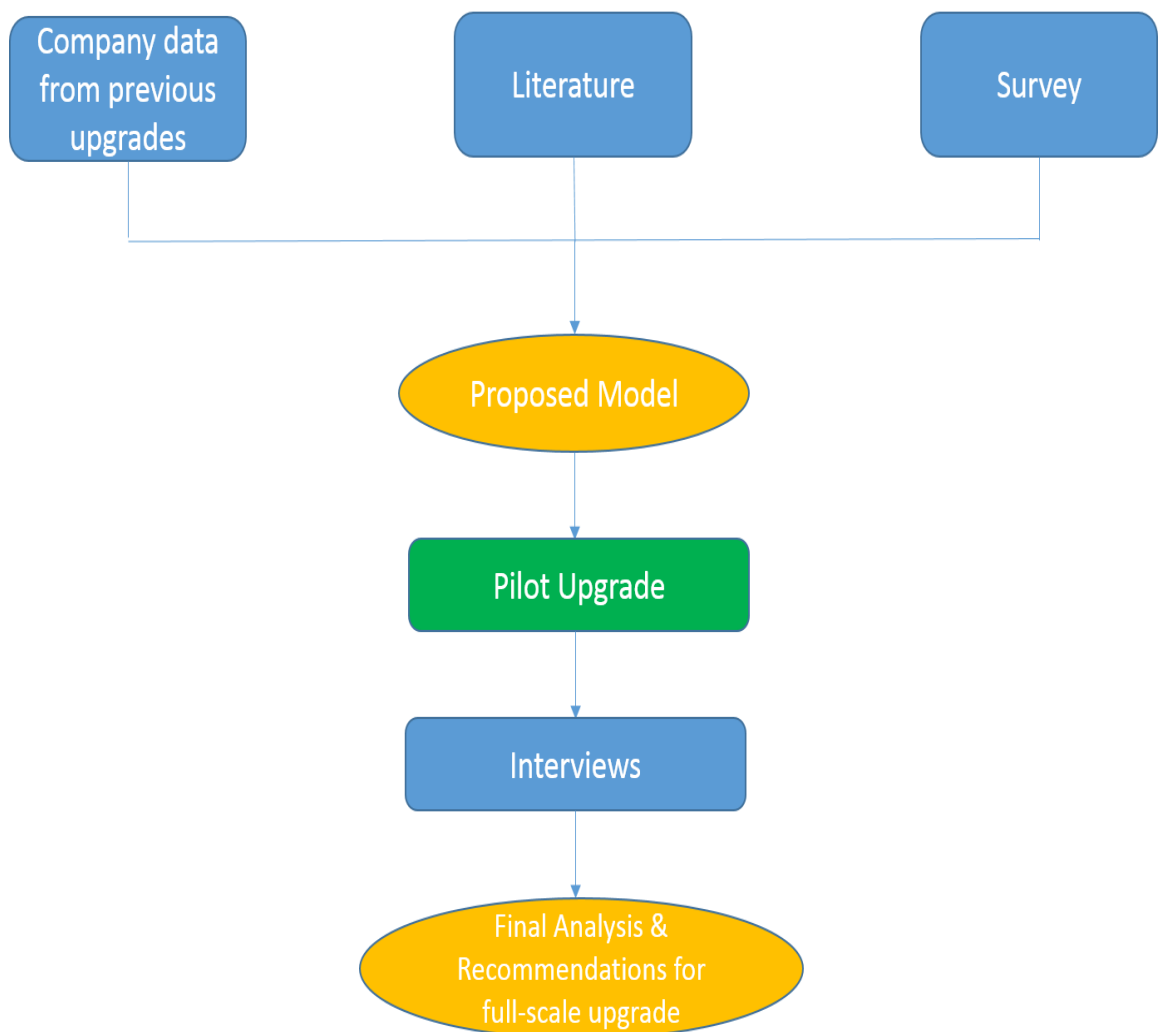 Company data
from previous
upgrades
Literature
Survey
Proposed Model
Pilot Upgrade
Interviews
Final Analysis &
Recommendations for
full-scale upgrade